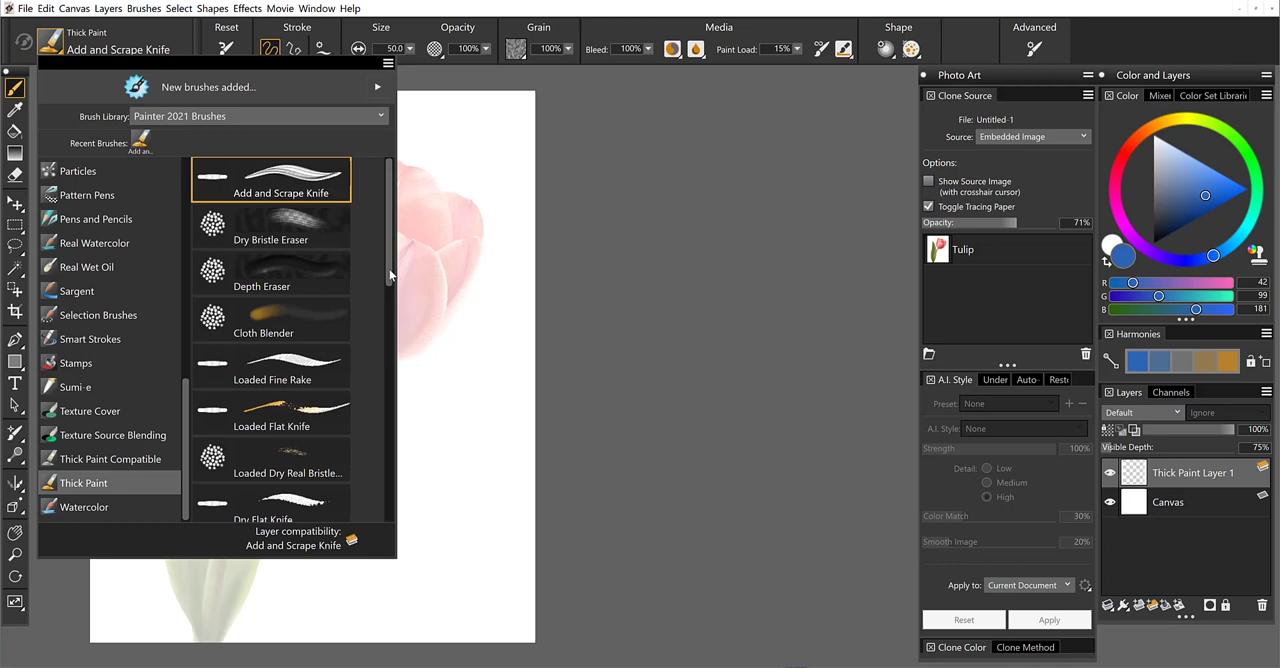 File Edit Canvas Layers Brushes Select Shapes Effects Movie Window Help
Thick Paint
Add and Scrape Knife
Reset
Stroke
Size
50.0
Opacity
100%
Grain
100%
Media
Bleed: 100%
Paint Load: 15%
Shape
Advanced
New brushes added...
Brush Library: Painter 2021 Brushes
Recent Brushes:
Add an..
Particles
Pattern Pens
Pens and Pencils
Real Watercolor
Real Wet Oil
Sargent
Selection Brushes
Smart Strokes
Stamps
Sumi-e
Texture Cover
Texture Source Blending
Thick Paint Compatible
Thick Paint
Watercolor
Add and Scrape Knife
Dry Bristle Eraser
Depth Eraser
Cloth Blender
Loaded Fine Rake
Loaded Flat Knife
Loaded Dry Real Bristle...
Dry Flat Knife
Layer compatibility:
Add and Scrape Knife
Photo Art
Clone Source
File: Untitled-1
Source: Embedded Image
Options:
Show Source Image
(with crosshair cursor)
Toggle Tracing Paper
Opacity: 71%
Tulip
A.I. Style Under Auto- Rest
Preset: None
A.I. Style: None
Strength 100%
Detail: Low
Medium
High
Color Match 30%
Smooth Image 20%
Apply to: Current Document
Reset Apply
Clone Color Clone Method
Color and Layers
Color Mixer Color Set Librari
R 42
G 99
B 181
Harmonies
Layers Channels
Default Ignore
100%
Visible Depth: 75%
Thick Paint Layer 1
Canvas
T